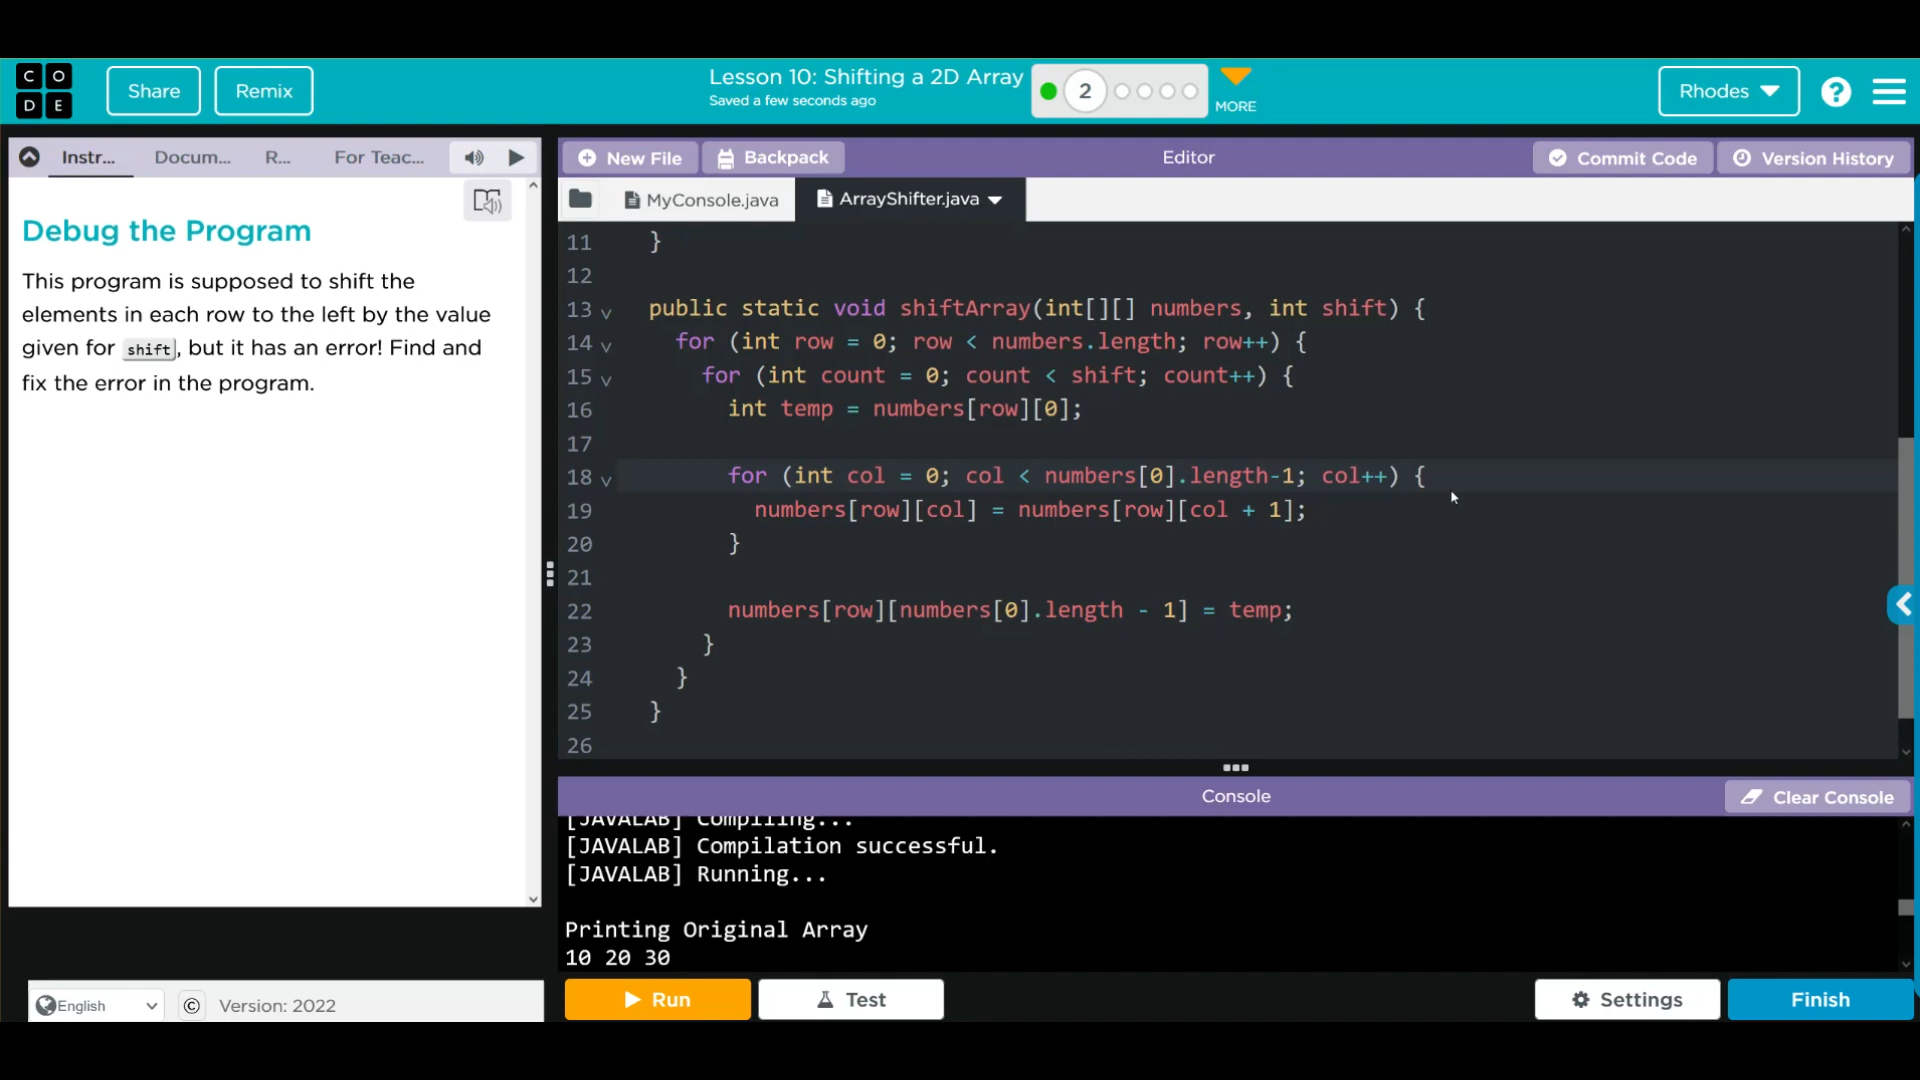 C O
D E
Share
Remix
Lesson 10: Shifting a 2D Array
Saved a few seconds ago
2
MORE
Rhodes
?
Instr...
Docum...
R...
For Teac...
New File
Backpack
Editor
Commit Code
Version History
MyConsole.java
ArrayShifter.java
Debug the Program
This program is supposed to shift the
elements in each row to the left by the value
given for shift, but it has an error! Find and
fix the error in the program.
11 }
12
13 public static void shiftArray(int[][] numbers, int shift) {
14 for (int row = 0; row < numbers.length; row++) {
15 for (int count = 0; count < shift; count++) {
16 int temp = numbers[row][0];
17
18 for (int col = 0; col < numbers[0].length-1; col++) {
19 numbers[row][col] = numbers[row][col + 1];
20 }
21
22 numbers[row][numbers[0].length - 1] = temp;
23 }
24 }
25 }
26
Console
Clear Console
[JAVALAB] Compiling...
[JAVALAB] Compilation successful.
[JAVALAB] Running...
Printing Original Array
10 20 30
English
© Version: 2022
Run
Test
Settings
Finish